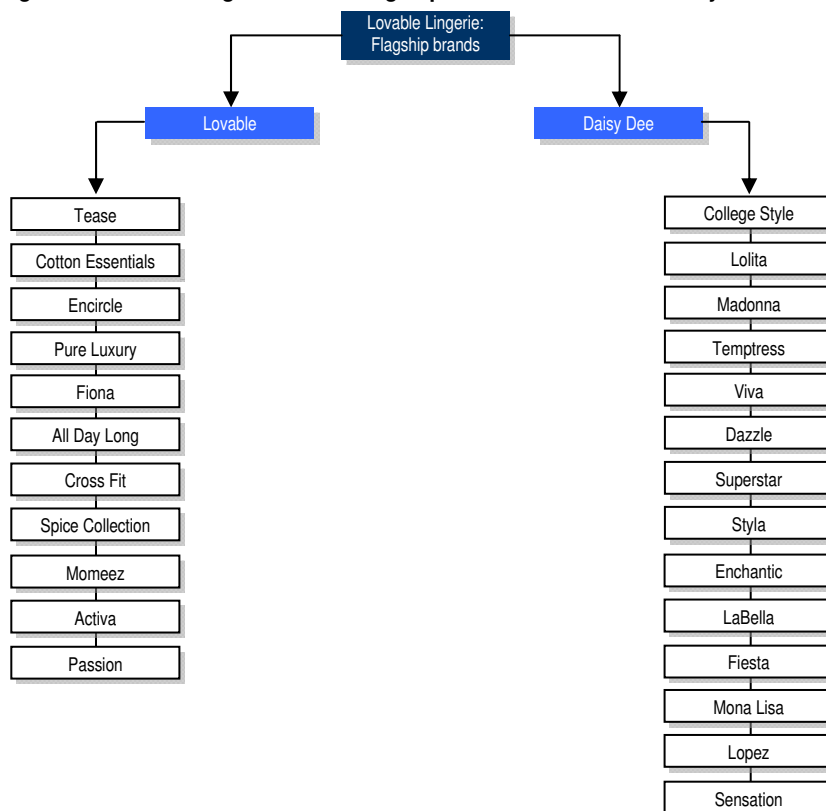 Lovable Lingerie:
Flagship brands
Lovable
Daisy Dee
Tease
Cotton Essentials
Encircle
Pure Luxury
Fiona
All Day Long
Cross Fit
Spice Collection
Momeez
Activa
Passion
College Style
Lolita
Madonna
Temptress
Viva
Dazzle
Superstar
Styla
Enchantic
LaBella
Fiesta
Mona Lisa
Lopez
Sensation